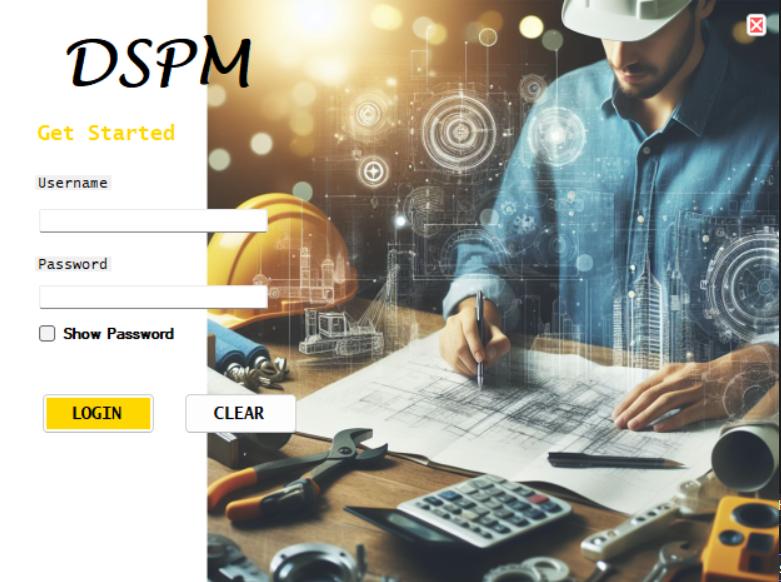 DSPM
Get Started
Username
Password
Show Password
LOGIN
CLEAR